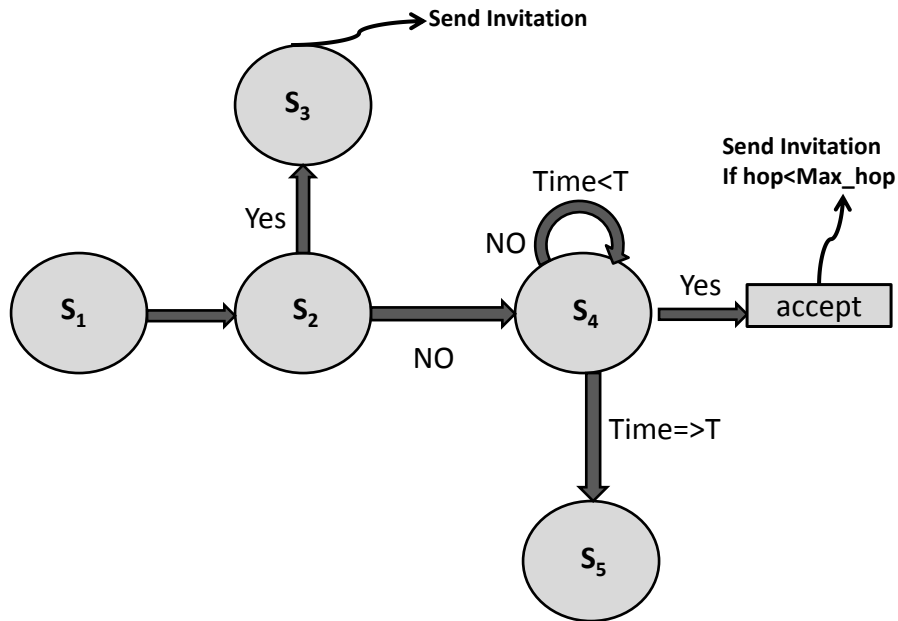 Send Invitation
S₃
Send Invitation
If hop<Max_hop
Time<T
Yes
NO
Yes
S₁
S₂
S₄
accept
NO
Time=>T
S₅